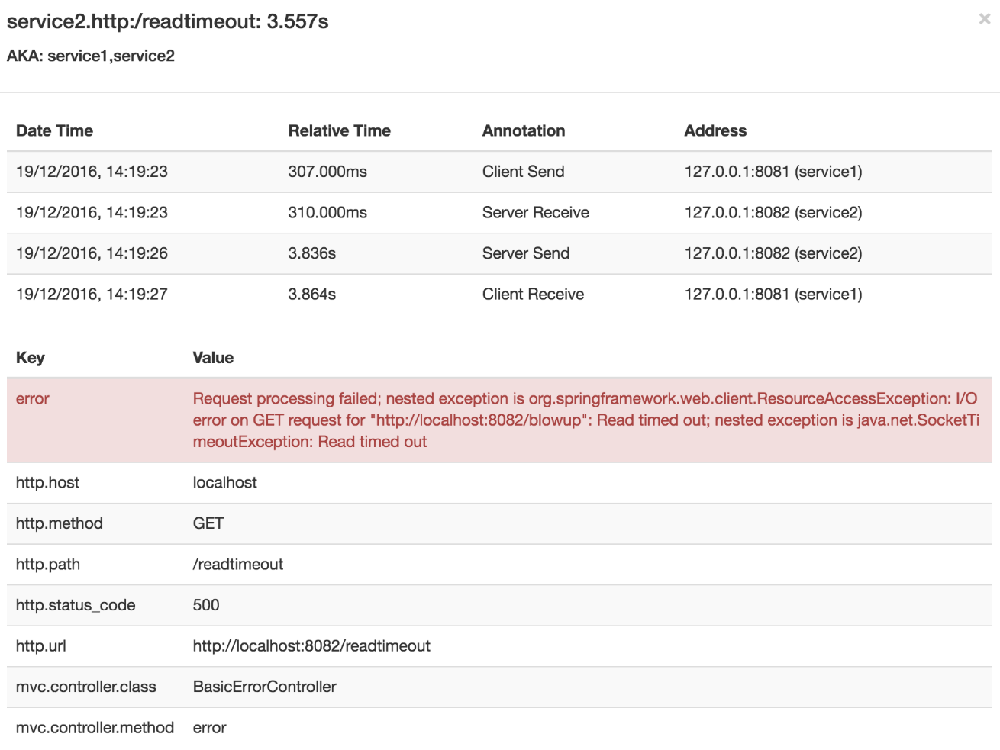 service2.http:/readtimeout: 3.557s
×
AKA: service1,service2
Date Time Relative Time Annotation Address
19/12/2016, 14:19:23 307.000ms Client Send 127.0.0.1:8081 (service1)
19/12/2016, 14:19:23 310.000ms Server Receive 127.0.0.1:8082 (service2)
19/12/2016, 14:19:26 3.836s Server Send 127.0.0.1:8082 (service2)
19/12/2016, 14:19:27 3.864s Client Receive 127.0.0.1:8081 (service1)
Key Value
error Request processing failed; nested exception is org.springframework.web.client.ResourceAccessException: I/O
error on GET request for "http://localhost:8082/blowup": Read timed out; nested exception is java.net.SocketTi
meoutException: Read timed out
http.host localhost
http.method GET
http.path /readtimeout
http.status_code 500
http.url http://localhost:8082/readtimeout
mvc.controller.class BasicErrorController
mvc.controller.method error